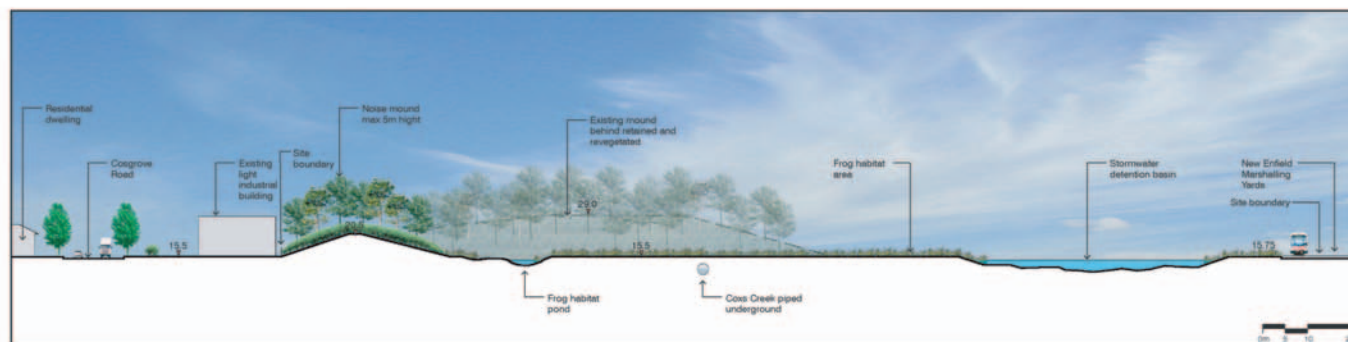 Residential
dwelling
Cosgrove
Road
Existing
light
industrial
building
Site
boundary
Noise mound
max 5m hight
Existing mound
behind retained and
revegetated
Frog habitat
area
Stormwater
detention basin
New Enfield
Marshalling
Yards
Site boundary
29.0
15.5
15.5
15.75
Frog habitat
pond
Coxs Creek piped
underground
0m 5 10